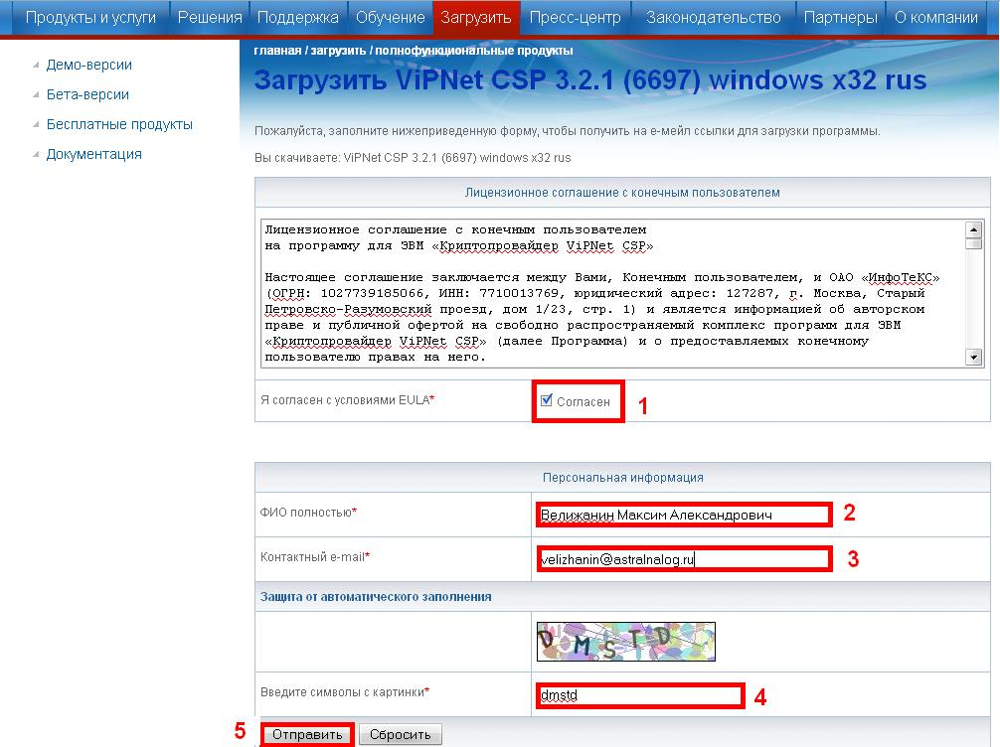 Продукты и услуги Решения Поддержка Обучение Загрузить Пресс-центр Законодательство Партнеры О компании
Демо-версии
Бета-версии
Бесплатные продукты
Документация
главная / загрузить / полнофункциональные продукты
Загрузить ViPNet CSP 3.2.1 (6697) windows x32 rus
Пожалуйста, заполните нижеприведенную форму, чтобы получить на е-мейл ссылки для загрузки программы.
Вы скачиваете: ViPNet CSP 3.2.1 (6697) windows x32 rus
Лицензионное соглашение с конечным пользователем
Лицензионное соглашение с конечным пользователем
на программу для ЭВМ «Криптопровайдер ViPNet CSP»
Настоящее соглашение заключается между Вами, Конечным пользователем, и ОАО «ИнфоТеКС»
(ОГРН: 1027739185066, ИНН: 7710013769, юридический адрес: 127287, г. Москва, Старый
Петровско-Разумовский проезд, дом 1/23, стр. 1) и является информацией об авторском
праве и публичной офертой на свободно распространяемый комплекс программ для ЭВМ
«Криптопровайдер ViPNet CSP» (далее Программа) и о предоставляемых конечному
пользователю правах на него.
Я согласен с условиями EULA* Согласен 1
Персональная информация
ФИО полностью* Велижанин Максим Александрович 2
Контактный e-mail* velizhanin@astralnalog.ru 3
Защита от автоматического заполнения
D M S T D
Введите символы с картинки* dmstd 4
5 Отправить Сбросить